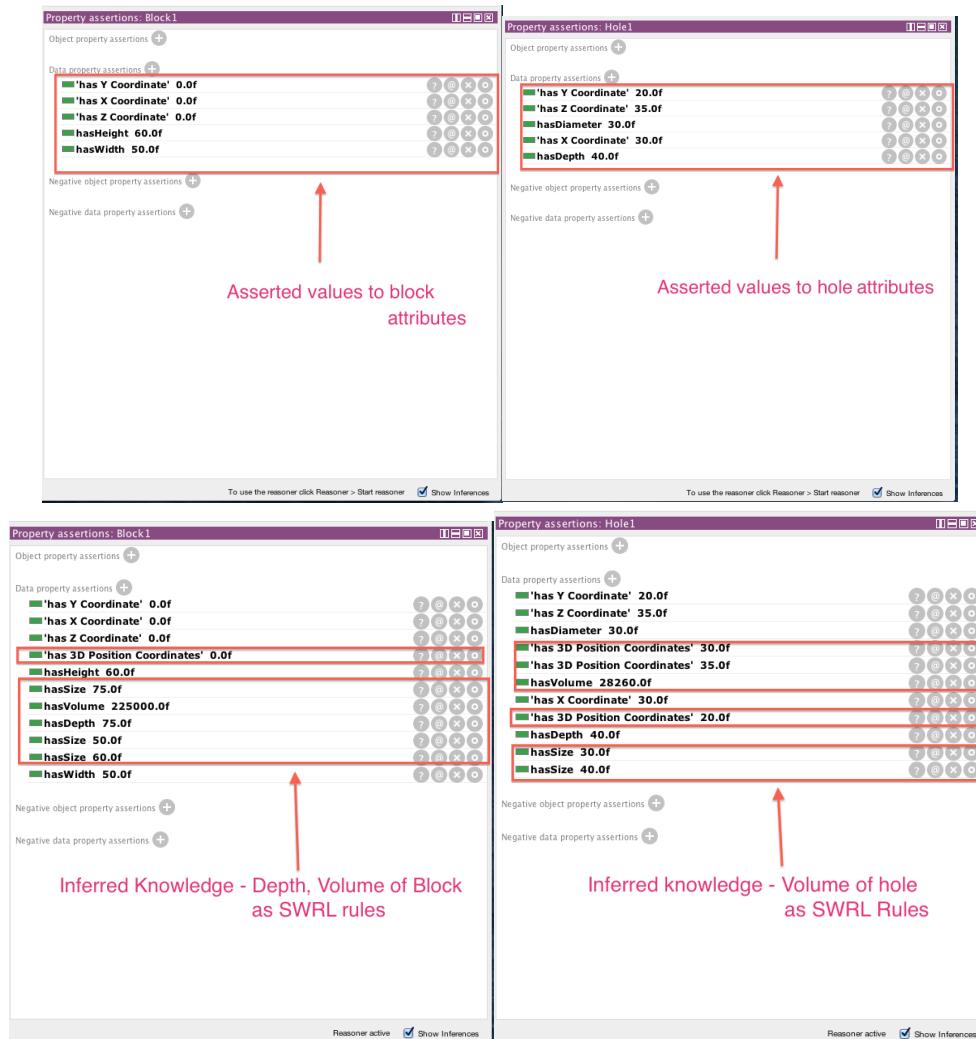 Property assertions: Block1
Object property assertions
Data property assertions
'has Y Coordinate' 0.0f
'has X Coordinate' 0.0f
'has Z Coordinate' 0.0f
hasHeight 60.0f
hasWidth 50.0f
Negative object property assertions
Negative data property assertions
Asserted values to block
attributes
To use the reasoner click Reasoner > Start reasoner Show Inferences
Property assertions: Hole1
Object property assertions
Data property assertions
'has Y Coordinate' 20.0f
'has Z Coordinate' 35.0f
hasDiameter 30.0f
'has X Coordinate' 30.0f
hasDepth 40.0f
Negative object property assertions
Negative data property assertions
Asserted values to hole attributes
To use the reasoner click Reasoner > Start reasoner Show Inferences
Property assertions: Block1
Object property assertions
Data property assertions
'has Y Coordinate' 0.0f
'has X Coordinate' 0.0f
'has Z Coordinate' 0.0f
'has 3D Position Coordinates' 0.0f
hasHeight 60.0f
hasSize 75.0f
hasVolume 225000.0f
hasDepth 75.0f
hasSize 50.0f
hasSize 60.0f
hasWidth 50.0f
Negative object property assertions
Negative data property assertions
Inferred Knowledge - Depth, Volume of Block
as SWRL rules
Reasoner active Show Inferences
Property assertions: Hole1
Object property assertions
Data property assertions
'has Y Coordinate' 20.0f
'has Z Coordinate' 35.0f
hasDiameter 30.0f
'has 3D Position Coordinates' 30.0f
'has 3D Position Coordinates' 35.0f
hasVolume 28260.0f
'has X Coordinate' 30.0f
'has 3D Position Coordinates' 20.0f
hasDepth 40.0f
hasSize 30.0f
hasSize 40.0f
Negative object property assertions
Negative data property assertions
Inferred knowledge - Volume of hole
as SWRL Rules
Reasoner active Show Inferences